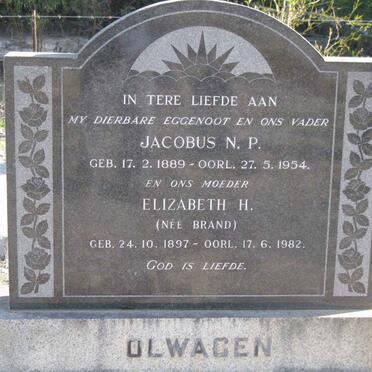 IN TERE LIEFDE AAN
MY DIERBARE EGGENOOT EN ONS VADER
JACOBUS N. P.
GEB. 17. 2. 1889 - OORL. 27. 5. 1954.
EN ONS MOEDER
ELIZABETH H.
(NÉE BRAND)
GEB. 24. 10. 1897 - OORL. 17. 6. 1982.
GOD IS LIEFDE.
OLWAGEN